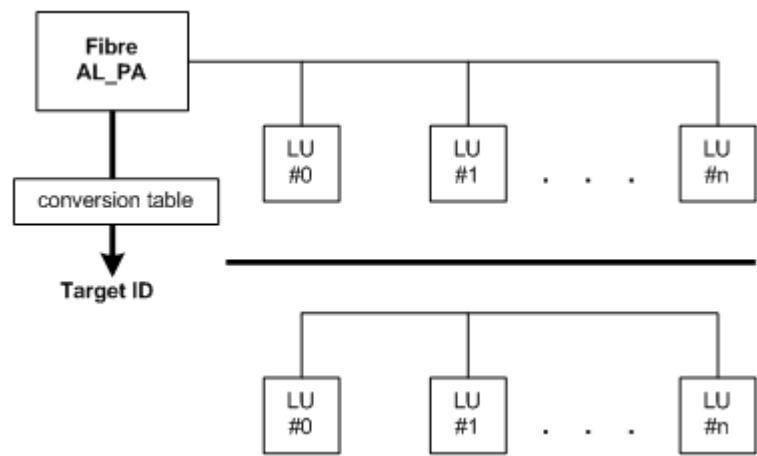 Fibre
AL_PA
LU
#0
LU
#1
. . .
LU
#n
conversion table
Target ID
LU
#0
LU
#1
. . .
LU
#n